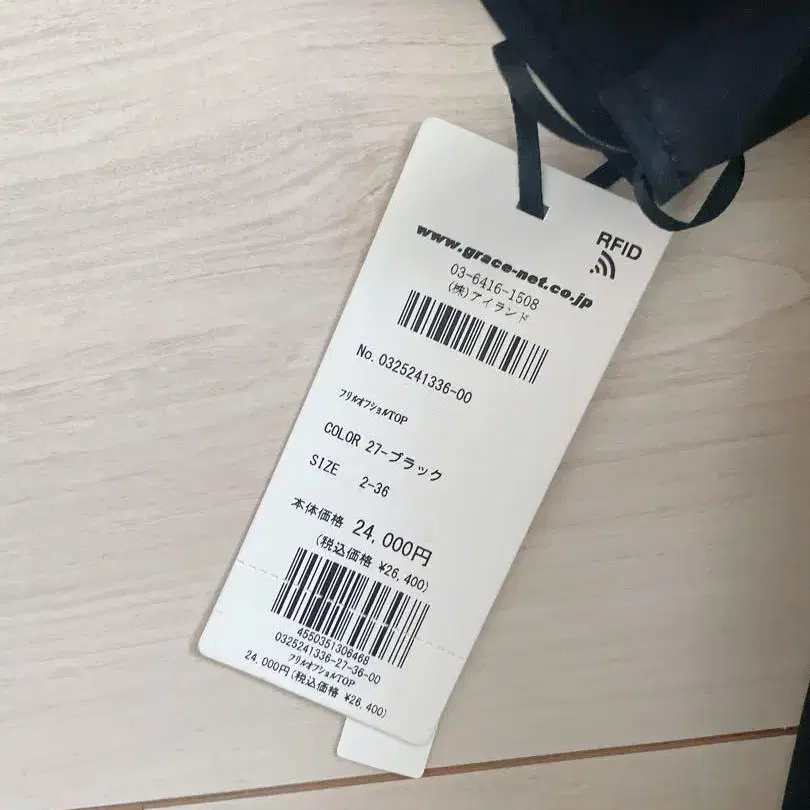 RFID
www.grace-net.co.jp
03-6416-1508
(株)アイランド
No. 0325241336-00
フリルオフショルTOP
COLOR 27-ブラック
SIZE 2-36
本体価格 24,000円
(税込価格 ¥26,400)
4550351306468
0325241336-27-36-00
フリルオフショルTOP
24,000円(税込価格 ¥26,400)